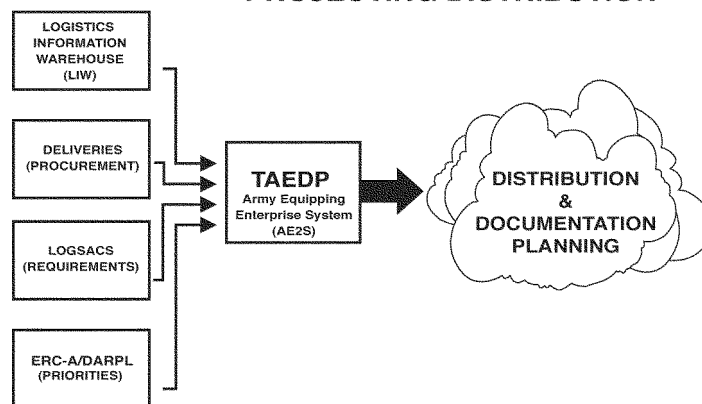 LOGISTICS
INFORMATION
WAREHOUSE
(LIW)
DELIVERIES
(PROCUREMENT)
LOGSACS
(REQUIREMENTS)
ERC-A/DARPL
(PRIORITIES)
TAEDP
Army Equipping
Enterprise System
(AE2S)
DISTRIBUTION
&
DOCUMENTATION
PLANNING